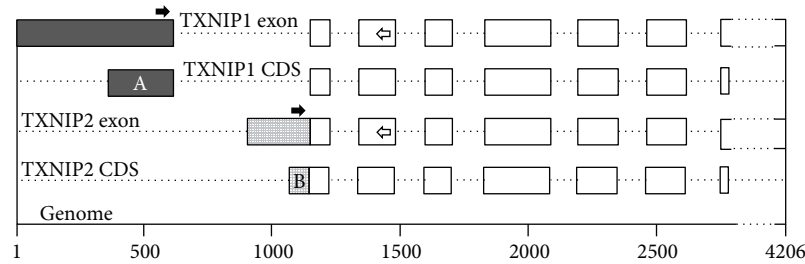 TXNIP1 exon
A TXNIP1 CDS
TXNIP2 exon
TXNIP2 CDS B
Genome
1 500 1000 1500 2000 2500 4206